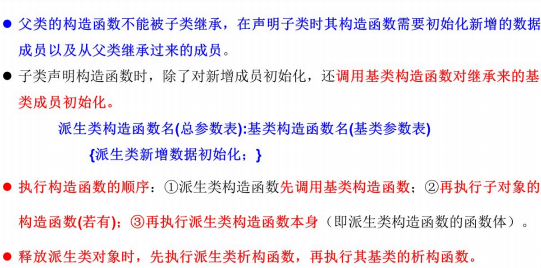 ● 父类的构造函数不能被子类继承，在声明子类时其构造函数需要初始化新增的数据
成员以及从父类继承过来的成员。
● 子类声明构造函数时，除了对新增成员初始化，还调用基类构造函数对继承来的基
类成员初始化。
派生类构造函数名(总参数表):基类构造函数名(基类参数表)
{派生类新增数据初始化；}
● 执行构造函数的顺序：①派生类构造函数先调用基类构造函数；②再执行子对象的
构造函数(若有)；③再执行派生类构造函数本身（即派生类构造函数的函数体）。
● 释放派生类对象时，先执行派生类析构函数，再执行其基类的析构函数。